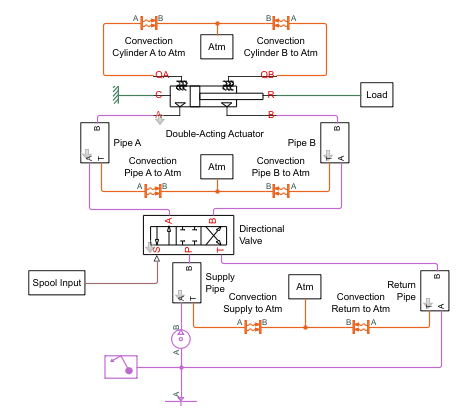 A B
A B
Convection
Cylinder A to Atm
Atm
Convection
Cylinder B to Atm
QA
QB
C
R
Load
A
B
Double-Acting Actuator
B
Pipe A
A T
Convection
Pipe A to Atm
Atm
Convection
Pipe B to Atm
Pipe B
B
T A
A B
B A
A B
Directional
Valve
S P T
Spool Input
B
Supply
Pipe
A T
Convection
Supply to Atm
Atm
Convection
Return to Atm
Return
Pipe
B
T A
A B
B A
B
A
A